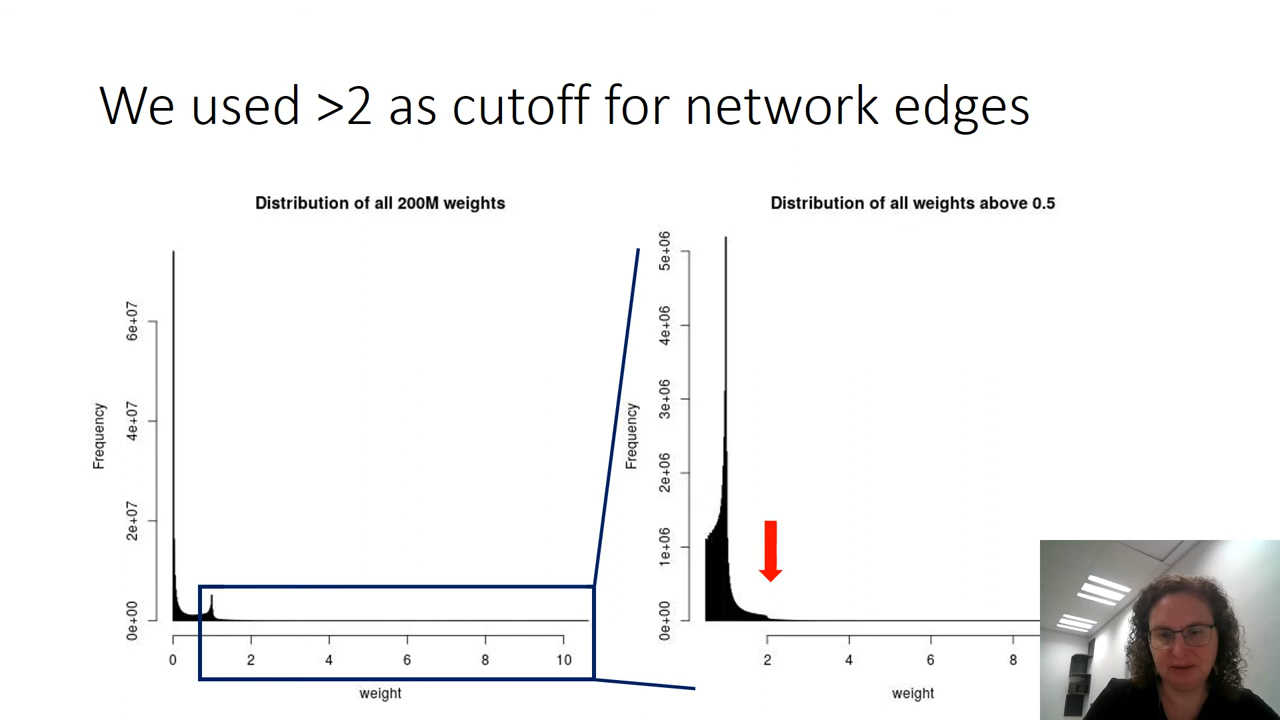 We used >2 as cutoff for network edges
Distribution of all 200M weights
Frequency
0e+00
2e+07
4e+07
6e+07
0 2 4 6 8 10
weight
Distribution of all weights above 0.5
Frequency
0e+00
1e+06
2e+06
3e+06
4e+06
5e+06
2 4 6 8
weight